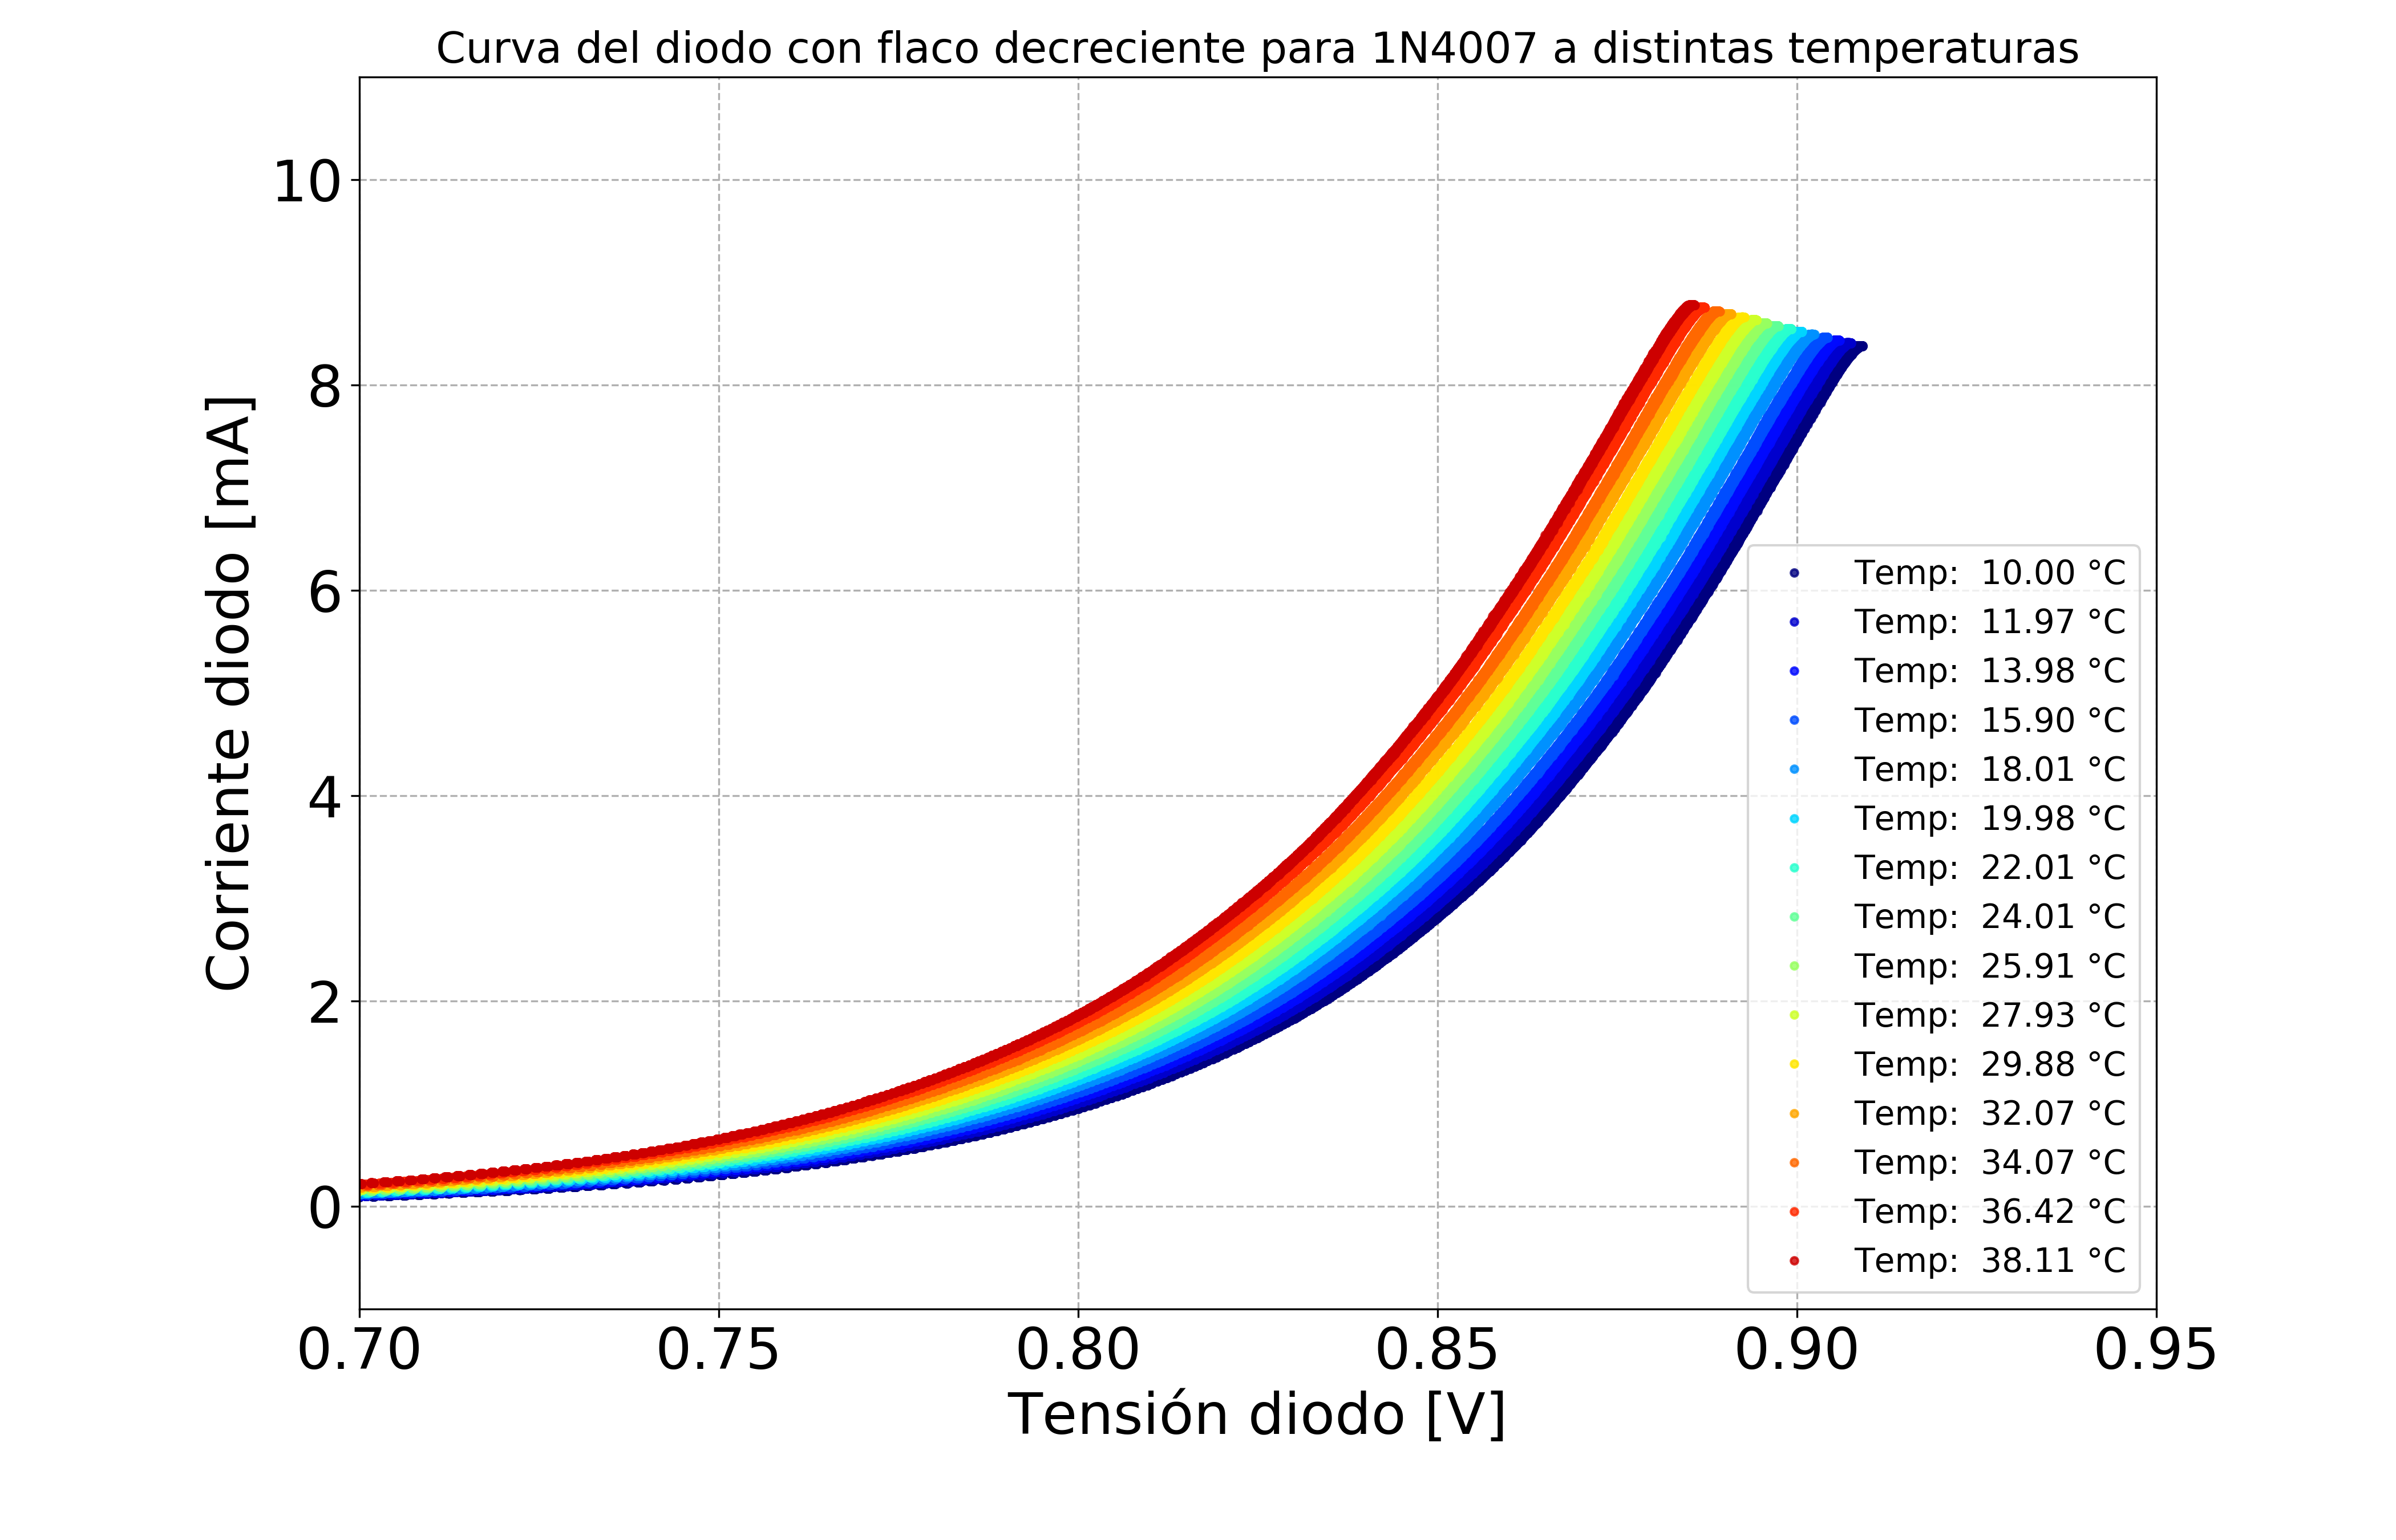 Curva del diodo con flaco decreciente para 1N4007 a distintas temperaturas
Corriente diodo [mA]
10
8
6
4
2
0
Temp: 10.00 °C
Temp: 11.97 °C
Temp: 13.98 °C
Temp: 15.90 °C
Temp: 18.01 °C
Temp: 19.98 °C
Temp: 22.01 °C
Temp: 24.01 °C
Temp: 25.91 °C
Temp: 27.93 °C
Temp: 29.88 °C
Temp: 32.07 °C
Temp: 34.07 °C
Temp: 36.42 °C
Temp: 38.11 °C
0.70 0.75 0.80 0.85 0.90 0.95
Tensión diodo [V]